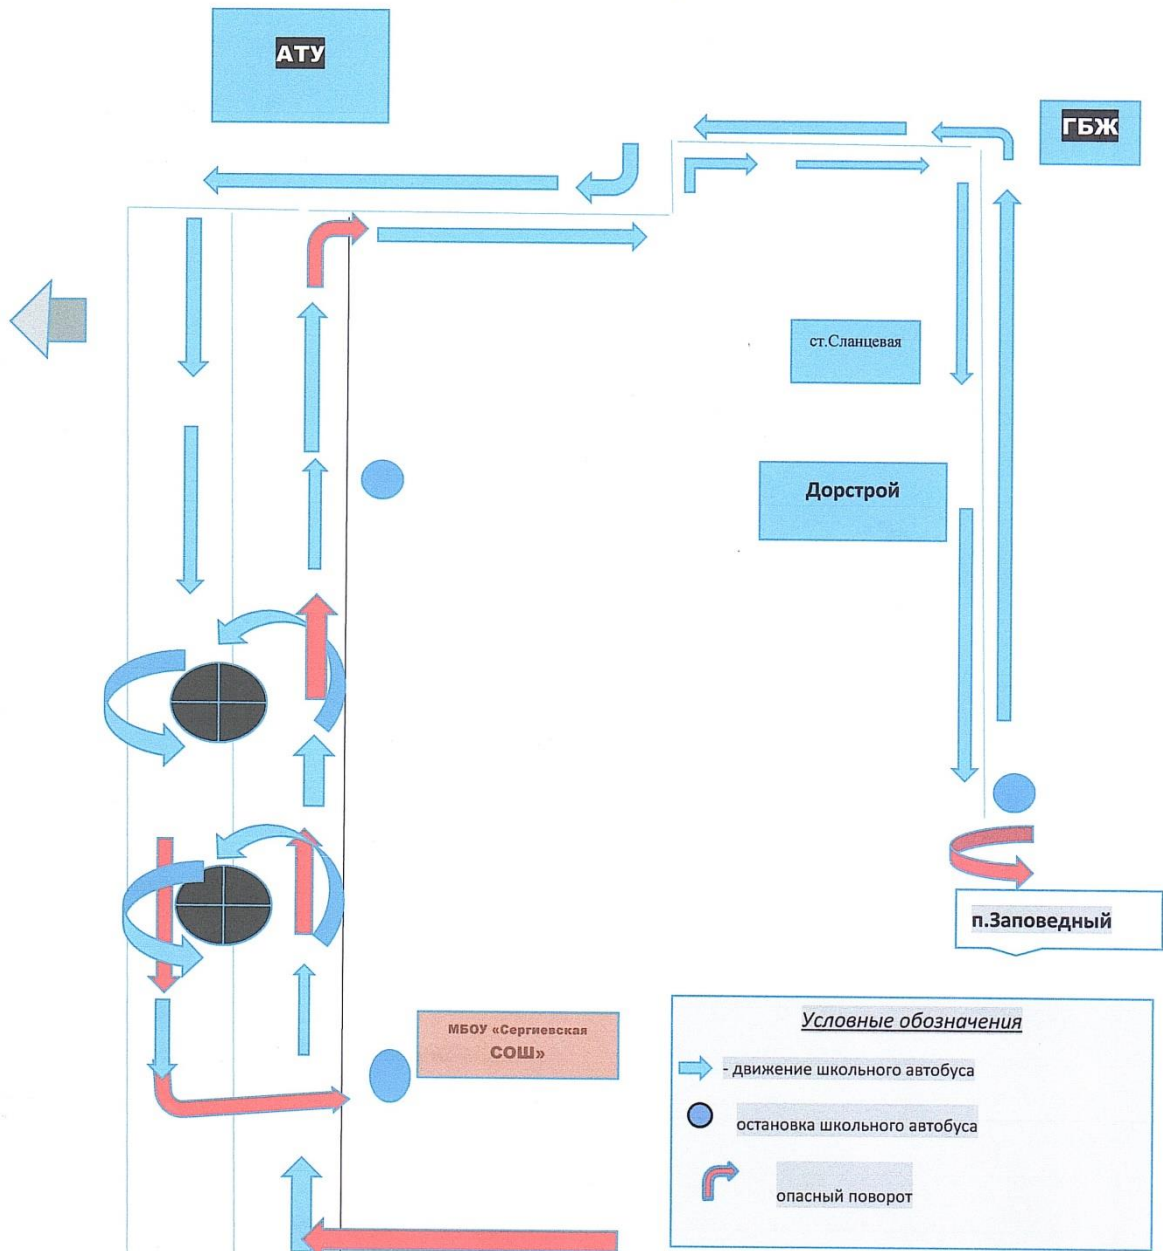 АТУ
ГБЖ
ст.Сланцевая
Дорстрой
п.Заповедный
МБОУ «Сергиевская
СОШ»
Условные обозначения
- движение школьного автобуса
остановка школьного автобуса
опасный поворот